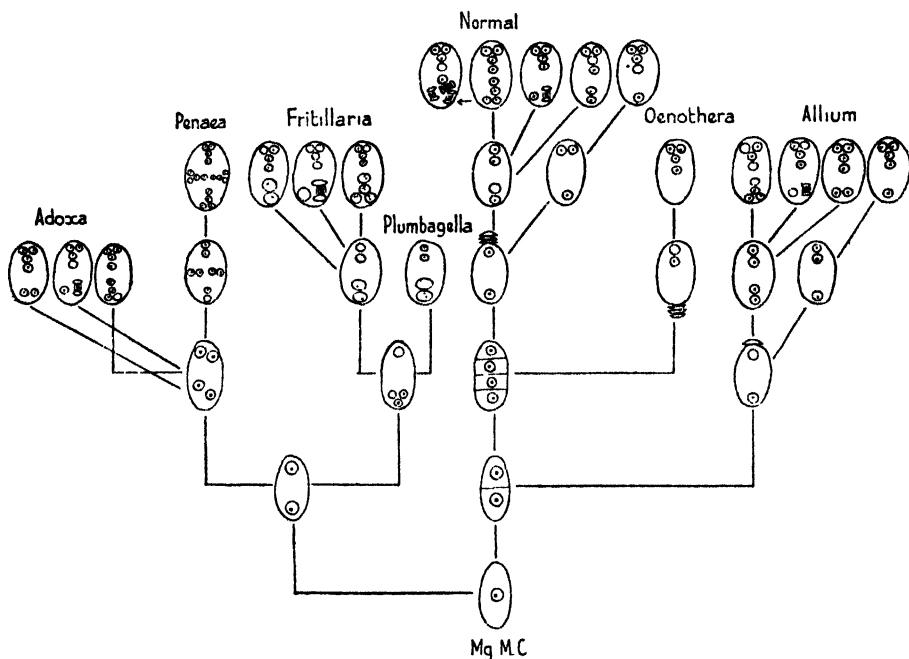 Normal
Penaea
Fritillaria
Oenothera
Allium
Adoxa
Plumbagella
Mg M.C